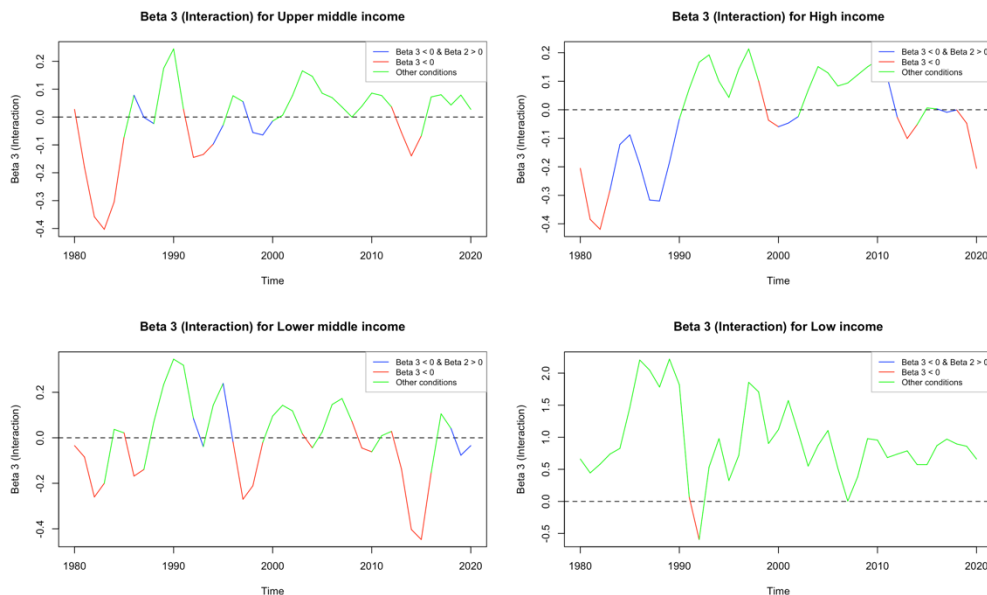 Beta 3 (Interaction) for Upper middle income
Beta 3 (Interaction)
0.2
0.1
0.0
-0.1
-0.2
-0.3
-0.4
Beta 3 < 0 & Beta 2 > 0
Beta 3 < 0
Other conditions
1980 1990 2000 2010 2020
Time
Beta 3 (Interaction) for High income
Beta 3 (Interaction)
0.2
0.1
0.0
-0.1
-0.2
-0.3
-0.4
Beta 3 < 0 & Beta 2 > 0
Beta 3 < 0
Other conditions
1980 1990 2000 2010 2020
Time
Beta 3 (Interaction) for Lower middle income
Beta 3 (Interaction)
0.2
0.0
-0.2
-0.4
Beta 3 < 0 & Beta 2 > 0
Beta 3 < 0
Other conditions
1980 1990 2000 2010 2020
Time
Beta 3 (Interaction) for Low income
Beta 3 (Interaction)
2.0
1.5
1.0
0.5
0.0
-0.5
Beta 3 < 0 & Beta 2 > 0
Beta 3 < 0
Other conditions
1980 1990 2000 2010 2020
Time